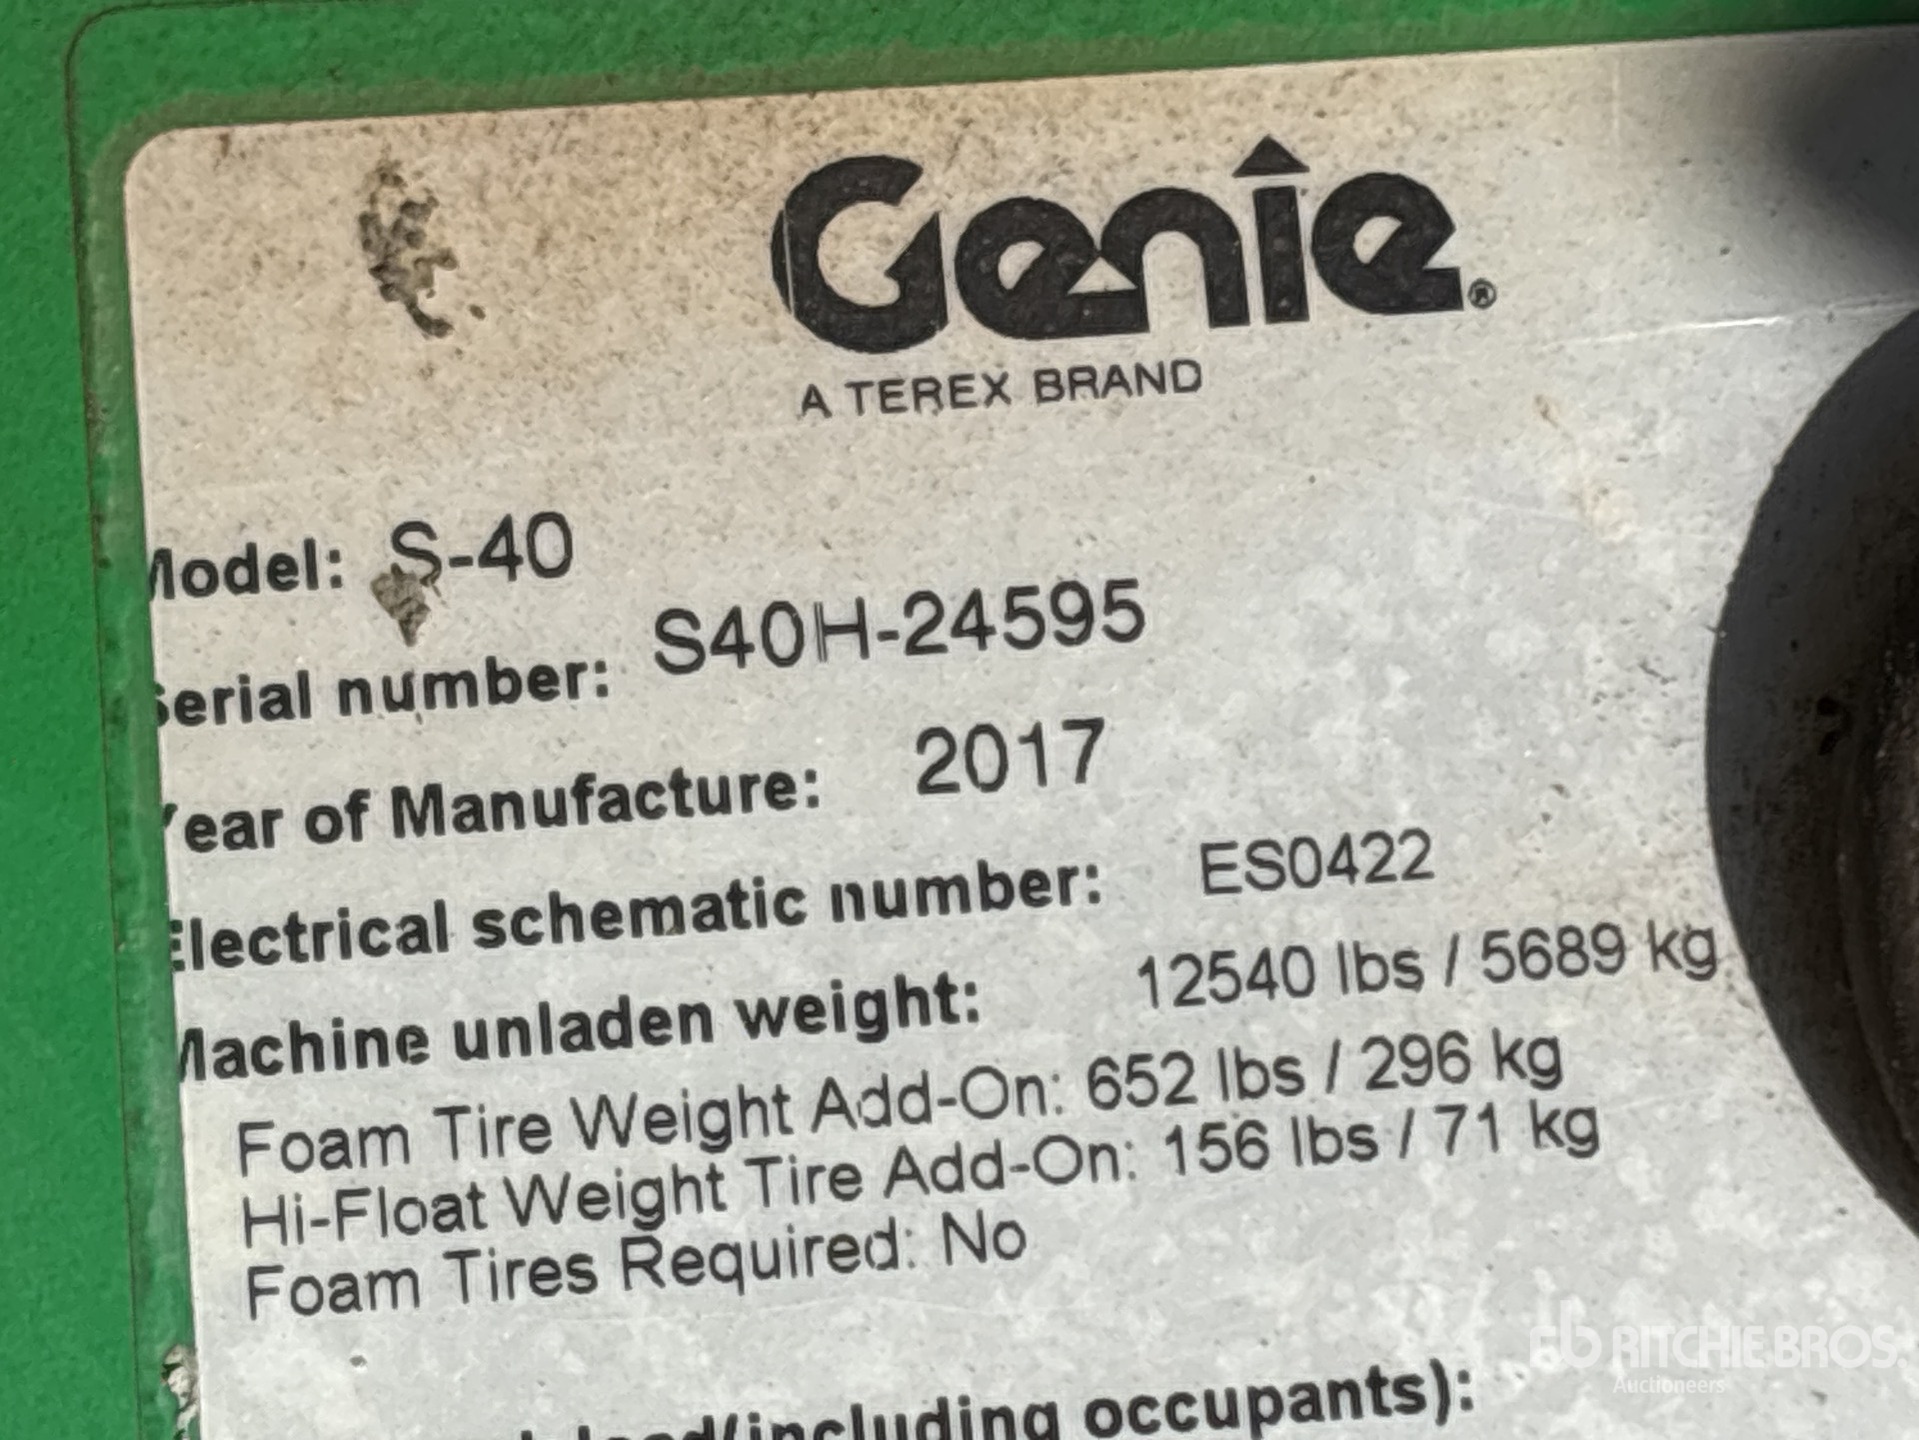 Genie®
A TEREX BRAND
Model: S-40
Serial number: S40H-24595
Year of Manufacture: 2017
Electrical schematic number: ES0422
Machine unladen weight: 12540 lbs / 5689 kg
Foam Tire Weight Add-On: 652 lbs / 296 kg
Hi-Float Weight Tire Add-On: 156 lbs / 71 kg
Foam Tires Required: No
load(including occupants):
rb RITCHIE BROS.
Auctioneers